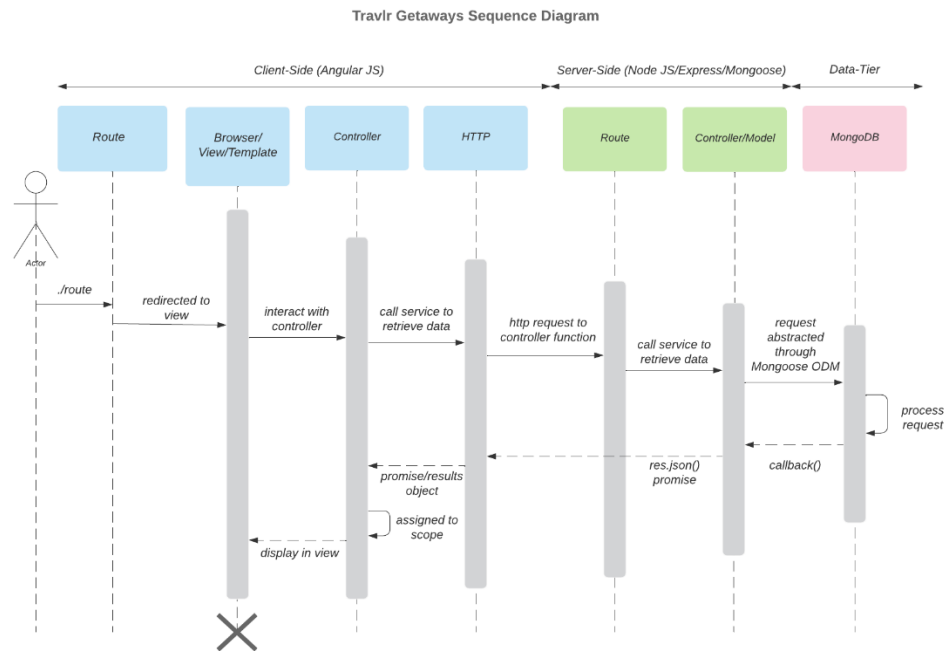 Travlr Getaways Sequence Diagram
Client-Side (Angular JS)
Server-Side (Node JS/Express/Mongoose)
Data-Tier
Route
Browser/
View/Template
Controller
HTTP
Route
Controller/Model
MongoDB
Actor
./route
redirected to
view
interact with
controller
call service to
retrieve data
http request to
controller function
call service to
retrieve data
request
abstracted
through
Mongoose ODM
process
request
callback()
res.json()
promise
promise/results
object
assigned to
scope
display in view